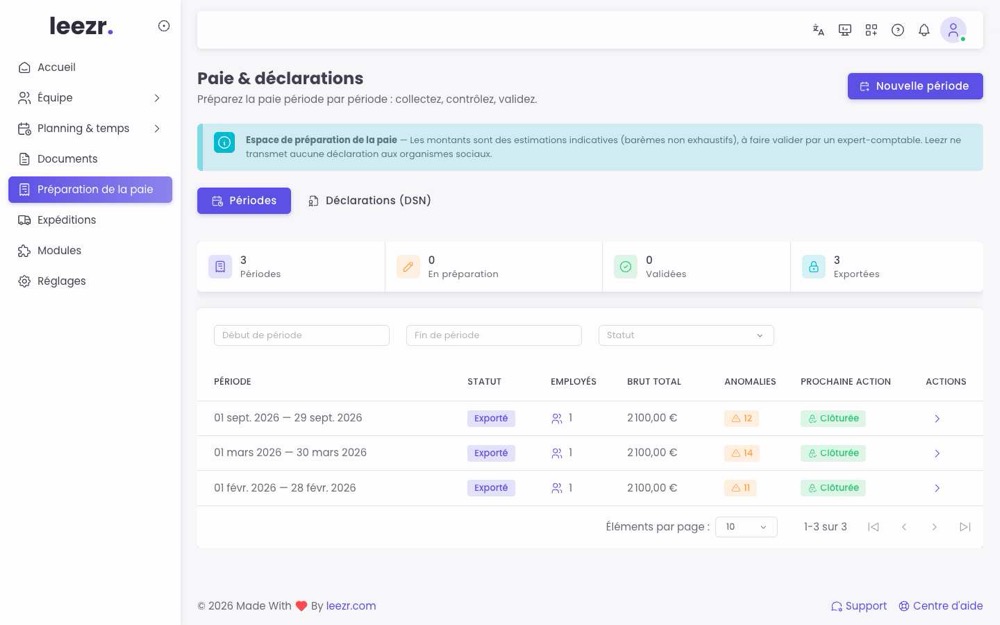 leezr.
Accueil
Équipe
Planning & temps
Documents
Préparation de la paie
Expéditions
Modules
Réglages
Paie & déclarations
Préparez la paie période par période : collectez, contrôlez, validez.
Nouvelle période
Espace de préparation de la paie — Les montants sont des estimations indicatives (barèmes non exhaustifs), à faire valider par un expert-comptable. Leezr ne
transmet aucune déclaration aux organismes sociaux.
Périodes
Déclarations (DSN)
3
Périodes
0
En préparation
0
Validées
3
Exportées
Début de période
Fin de période
Statut
PÉRIODE STATUT EMPLOYÉS BRUT TOTAL ANOMALIES PROCHAINE ACTION ACTIONS
01 sept. 2026 — 29 sept. 2026 Exporté 1 2 100,00 € 12 Clôturée
01 mars 2026 — 30 mars 2026 Exporté 1 2 100,00 € 14 Clôturée
01 févr. 2026 — 28 févr. 2026 Exporté 1 2 100,00 € 11 Clôturée
Éléments par page : 10 1-3 sur 3
© 2026 Made With ❤ By leezr.com
Support
Centre d'aide